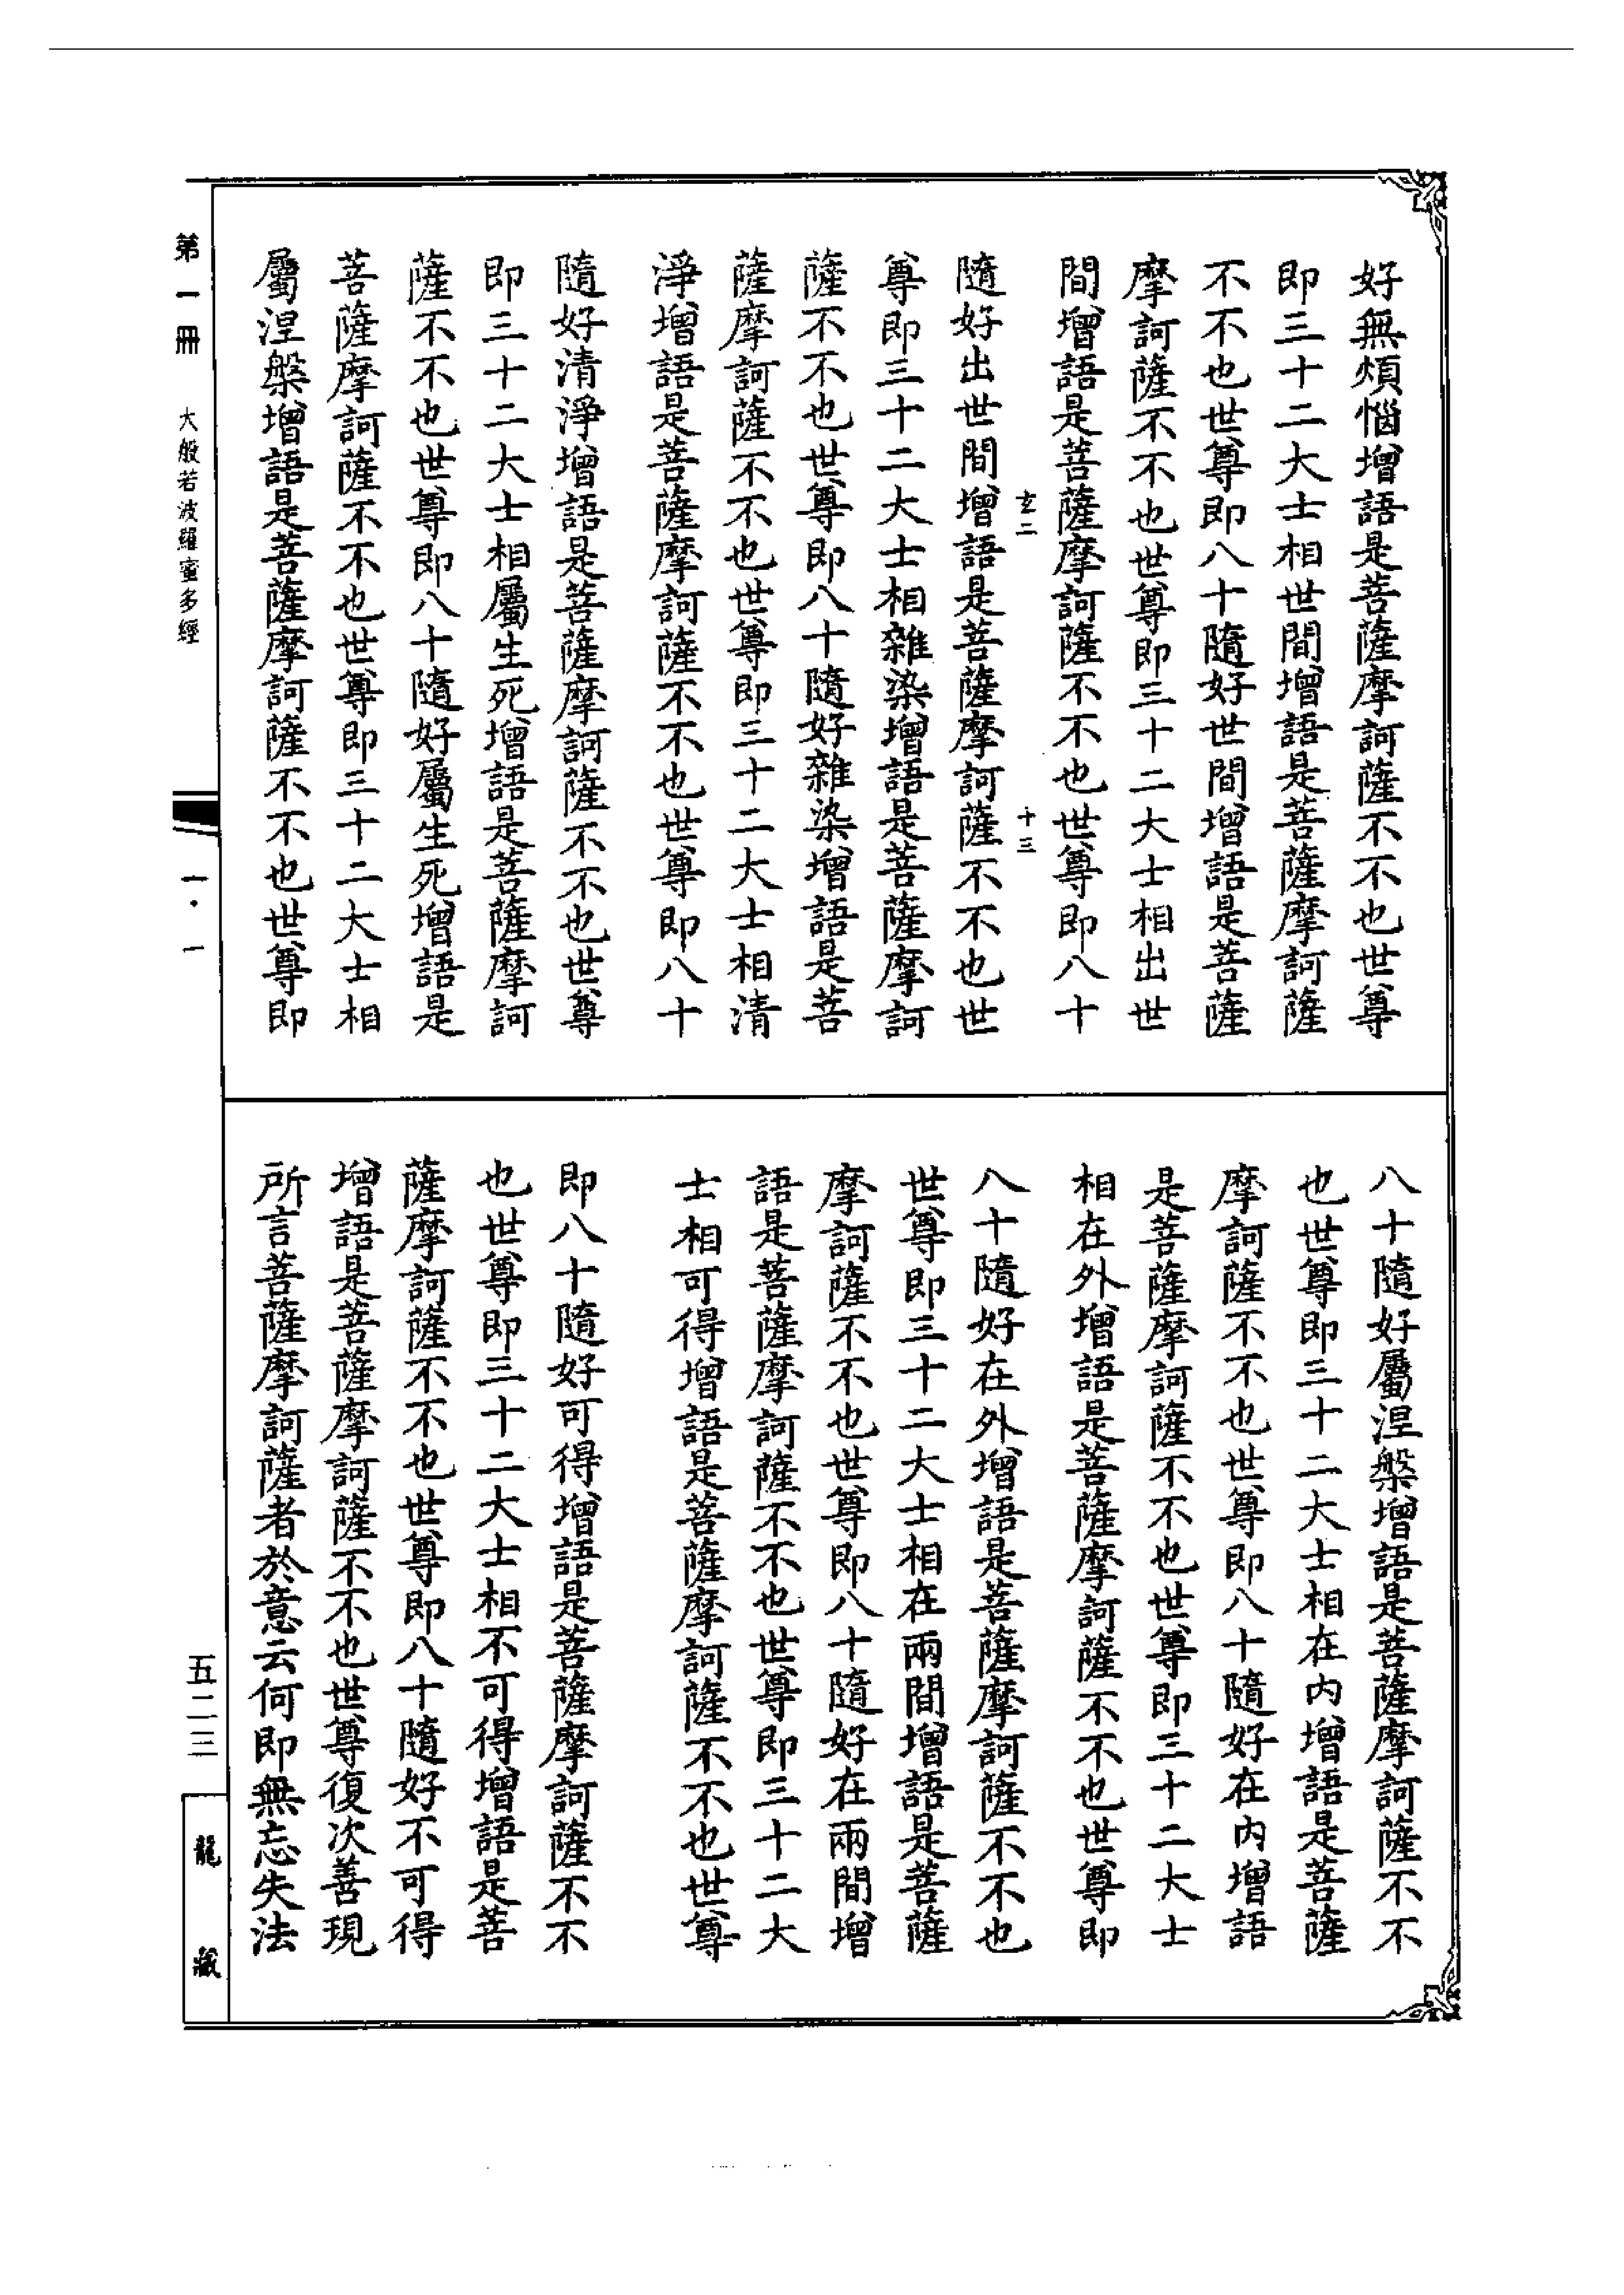 好無煩惱增語是菩薩摩訶薩不不也世尊
即三十二大士相世間增語是菩薩摩訶薩
不不也世尊即八十隨好世間增語是菩薩
摩訶薩不不也世尊即三十二大士相出世
間增語是菩薩摩訶薩不不也世尊即八十
玄二 十三
隨好出世間增語是菩薩摩訶薩不不也世
尊即三十二大士相雜染增語是菩薩摩訶
薩不不也世尊即八十隨好雜染增語是菩
薩摩訶薩不不也世尊即三十二大士相清
淨增語是菩薩摩訶薩不不也世尊即八十
隨好清淨增語是菩薩摩訶薩不不也世尊
即三十二大士相屬生死增語是菩薩摩訶
薩不不也世尊即八十隨好屬生死增語是
菩薩摩訶薩不不也世尊即三十二大士相
屬涅槃增語是菩薩摩訶薩不不也世尊即
八十隨好屬涅槃增語是菩薩摩訶薩不不
也世尊即三十二大士相在内增語是菩薩
摩訶薩不不也世尊即八十隨好在内增語
是菩薩摩訶薩不不也世尊即三十二大士
相在外增語是菩薩摩訶薩不不也世尊即
八十隨好在外增語是菩薩摩訶薩不不也
世尊即三十二大士相在兩間增語是菩薩
摩訶薩不不也世尊即八十隨好在兩間增
語是菩薩摩訶薩不不也世尊即三十二大
士相可得增語是菩薩摩訶薩不不也世尊
即八十隨好可得增語是菩薩摩訶薩不不
也世尊即三十二大士相不可得增語是菩
薩摩訶薩不不也世尊即八十隨好不可得
增語是菩薩摩訶薩不不也世尊復次善現
所言菩薩摩訶薩者於意云何即無忘失法
第一冊 大般若波羅蜜多經
一·一
五二三
龍藏